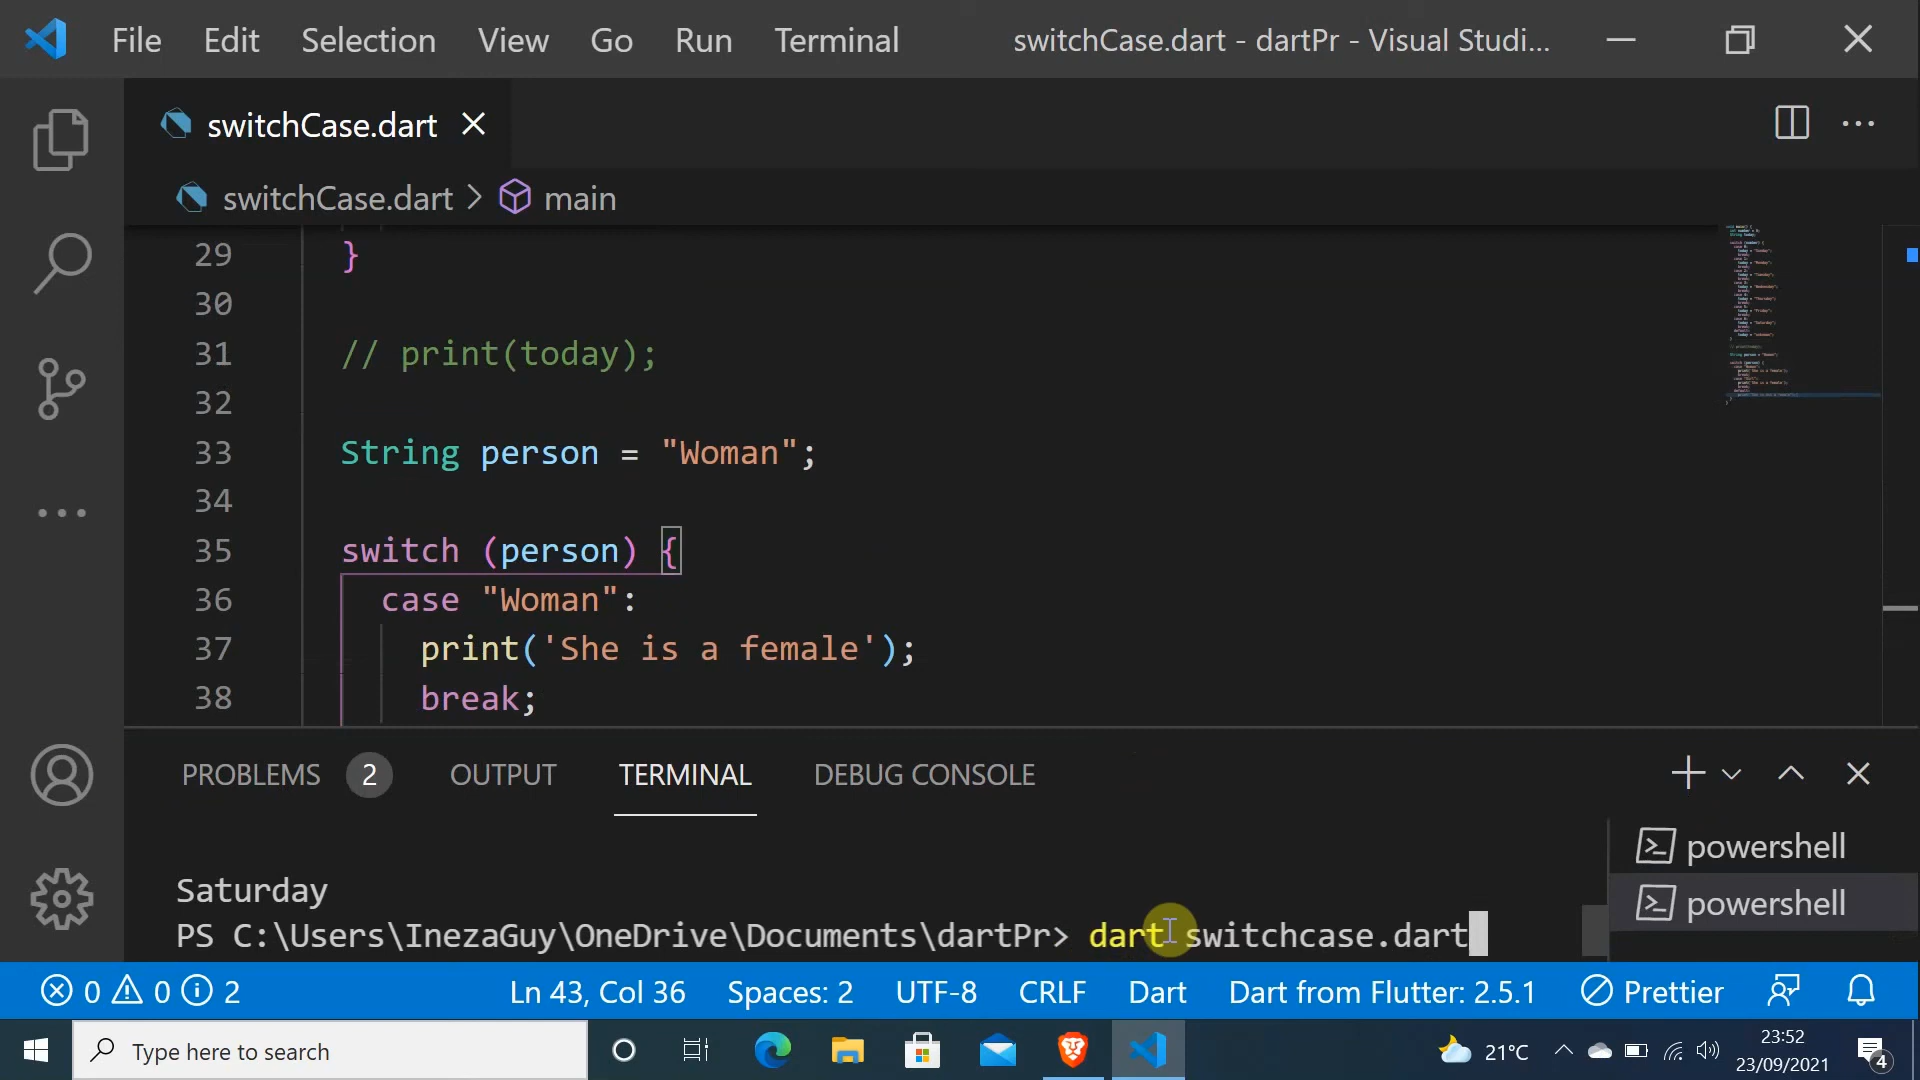 File Edit Selection View Go Run Terminal switchCase.dart - dartPr - Visual Studi...
switchCase.dart
switchCase.dart > main
29 }
30
31 // print(today);
32
33 String person = "Woman";
34
35 switch (person) {
36 case "Woman":
37 print('She is a female');
38 break;
PROBLEMS 2 OUTPUT TERMINAL DEBUG CONSOLE
powershell
powershell
Saturday
PS C:\Users\InezaGuy\OneDrive\Documents\dartPr> dart switchcase.dart
0 0 2 Ln 43, Col 36 Spaces: 2 UTF-8 CRLF Dart Dart from Flutter: 2.5.1 Prettier
Type here to search 21°C 23:52
23/09/2021 4